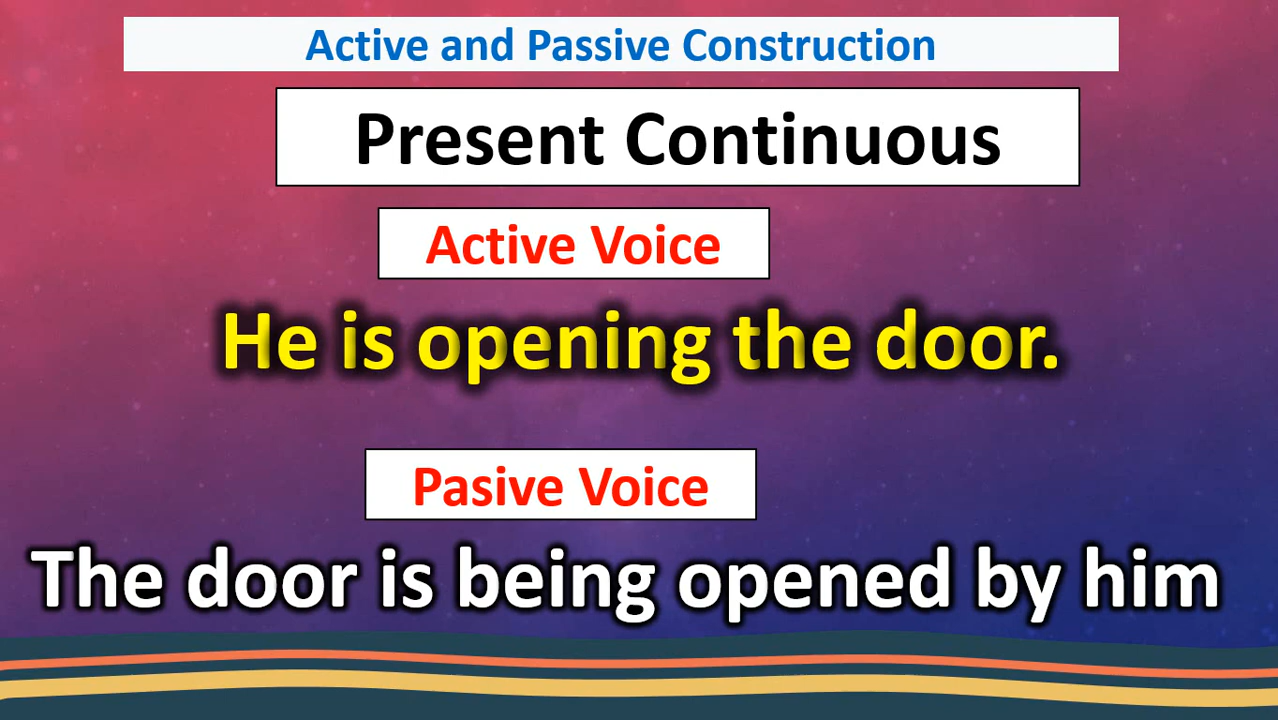 Active and Passive Construction
Present Continuous
Active Voice
He is opening the door.
Pasive Voice
The door is being opened by him